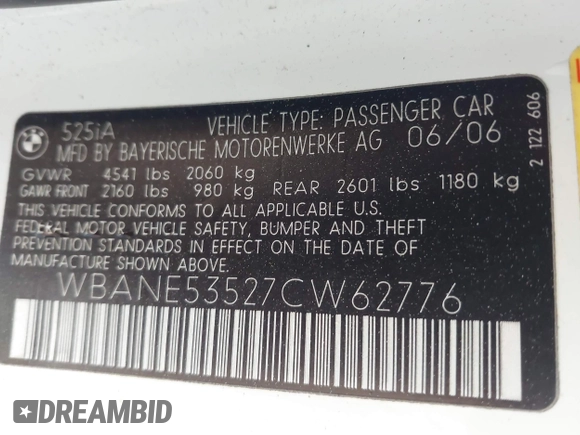 BMW
525iA VEHICLE TYPE: PASSENGER CAR
MFD BY BAYERISCHE MOTORENWERKE AG 06/06
GVWR 4541 lbs 2060 kg
GAWR FRONT 2160 lbs 980 kg REAR 2601 lbs 1180 kg
THIS VEHICLE CONFORMS TO ALL APPLICABLE U.S.
FEDERAL MOTOR VEHICLE SAFETY, BUMPER AND THEFT
PREVENTION STANDARDS IN EFFECT ON THE DATE OF
MANUFACTURE SHOWN ABOVE.
WBANE53527CW62776
2 122 606
DREAMBID